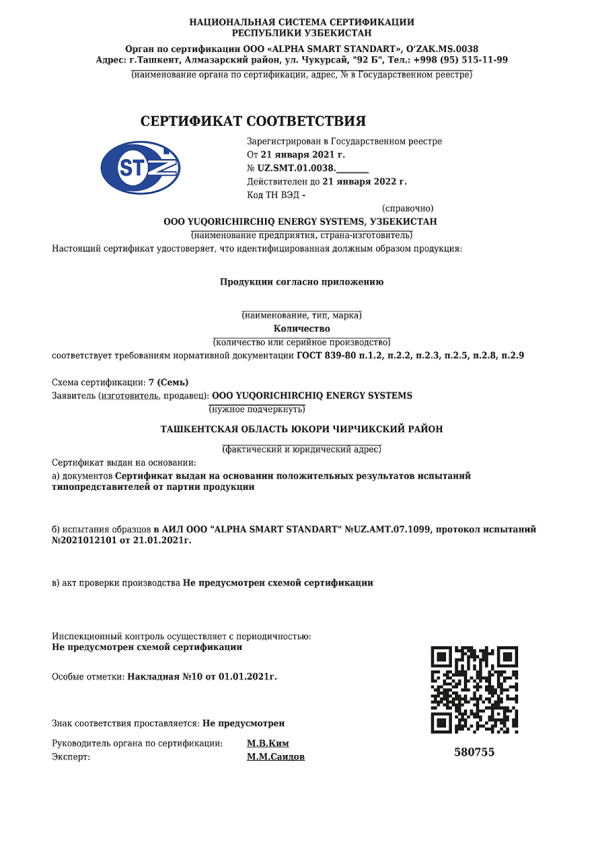 НАЦИОНАЛЬНАЯ СИСТЕМА СЕРТИФИКАЦИИ
РЕСПУБЛИКИ УЗБЕКИСТАН
Орган по сертификации ООО «ALPHA SMART STANDART», O'ZAK.MS.0038
Адрес: г.Ташкент, Алмазарский район, ул. Чукурсай, "92 Б", Тел.: +998 (95) 515-11-99
(наименование органа по сертификации, адрес, № в Государственном реестре)
СЕРТИФИКАТ СООТВЕТСТВИЯ
STZ
Зарегистрирован в Государственном реестре
От 21 января 2021 г.
№ UZ.SMT.01.0038.________
Действителен до 21 января 2022 г.
Код ТН ВЭД -
(справочно)
ООО YUQORICHIRCHIQ ENERGY SYSTEMS, УЗБЕКИСТАН
(наименование предприятия, страна-изготовитель)
Настоящий сертификат удостоверяет, что идентифицированная должным образом продукция:
Продукции согласно приложению
(наименование, тип, марка)
Количество
(количество или серийное производство)
соответствует требованиям нормативной документации ГОСТ 839-80 п.1.2, п.2.2, п.2.3, п.2.5, п.2.8, п.2.9
Схема сертификации: 7 (Семь)
Заявитель (изготовитель, продавец): ООО YUQORICHIRCHIQ ENERGY SYSTEMS
(нужное подчеркнуть)
ТАШКЕНТСКАЯ ОБЛАСТЬ ЮКОРИ ЧИРЧИКСКИЙ РАЙОН
(фактический и юридический адрес)
Сертификат выдан на основании:
а) документов Сертификат выдан на основании положительных результатов испытаний
типопредставителей от партии продукции
б) испытания образцов в АИЛ ООО "ALPHA SMART STANDART" №UZ.AMT.07.1099, протокол испытаний
№2021012101 от 21.01.2021г.
в) акт проверки производства Не предусмотрен схемой сертификации
Инспекционный контроль осуществляет с периодичностью:
Не предусмотрен схемой сертификации
Особые отметки: Накладная №10 от 01.01.2021г.
Знак соответствия проставляется: Не предусмотрен
Руководитель органа по сертификации: М.В.Ким
Эксперт: М.М.Саидов
580755